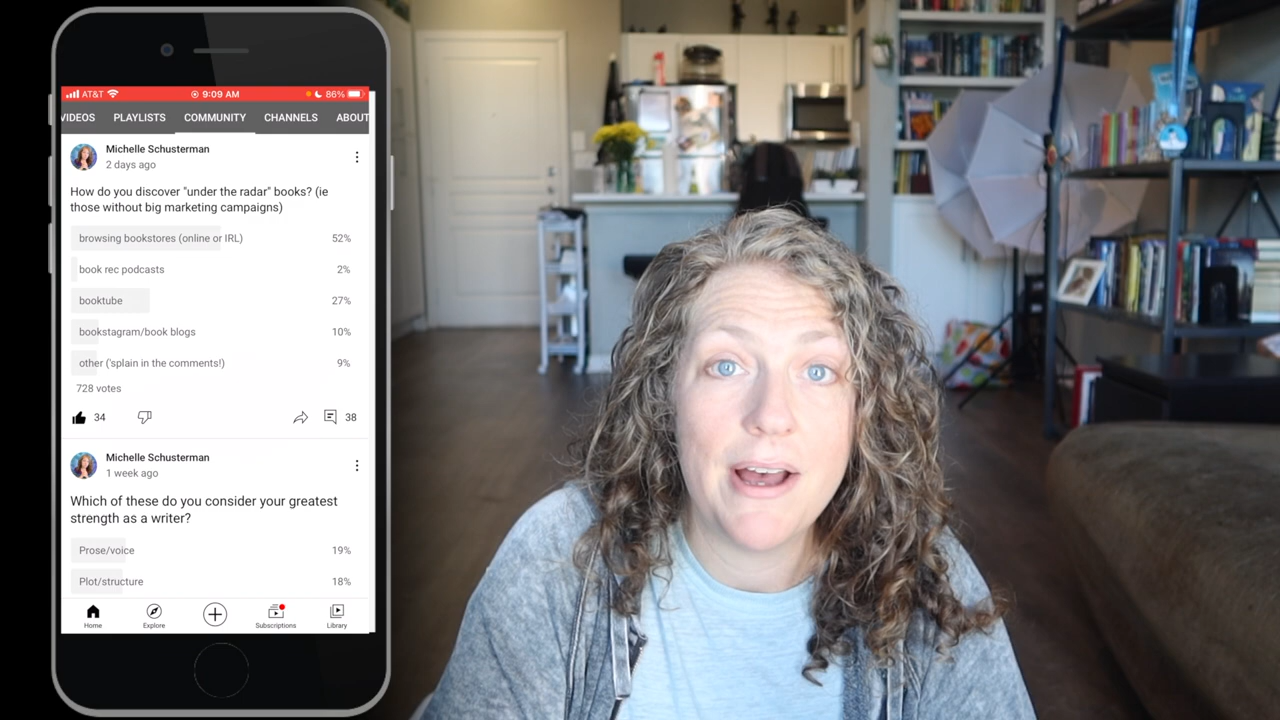 AT&T 9:09 AM 86%
VIDEOS PLAYLISTS COMMUNITY CHANNELS ABOUT
Michelle Schusterman
2 days ago
How do you discover "under the radar" books? (ie
those without big marketing campaigns)
browsing bookstores (online or IRL) 52%
book rec podcasts 2%
booktube 27%
bookstagram/book blogs 10%
other ('splain in the comments!) 9%
728 votes
34 38
Michelle Schusterman
1 week ago
Which of these do you consider your greatest
strength as a writer?
Prose/voice 19%
Plot/structure 18%
Home Explore Subscriptions Library